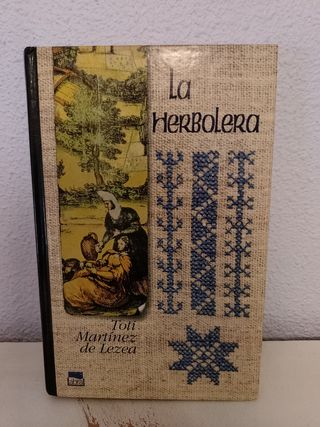 La
Herbolera
Toti
Martínez
de Lezea